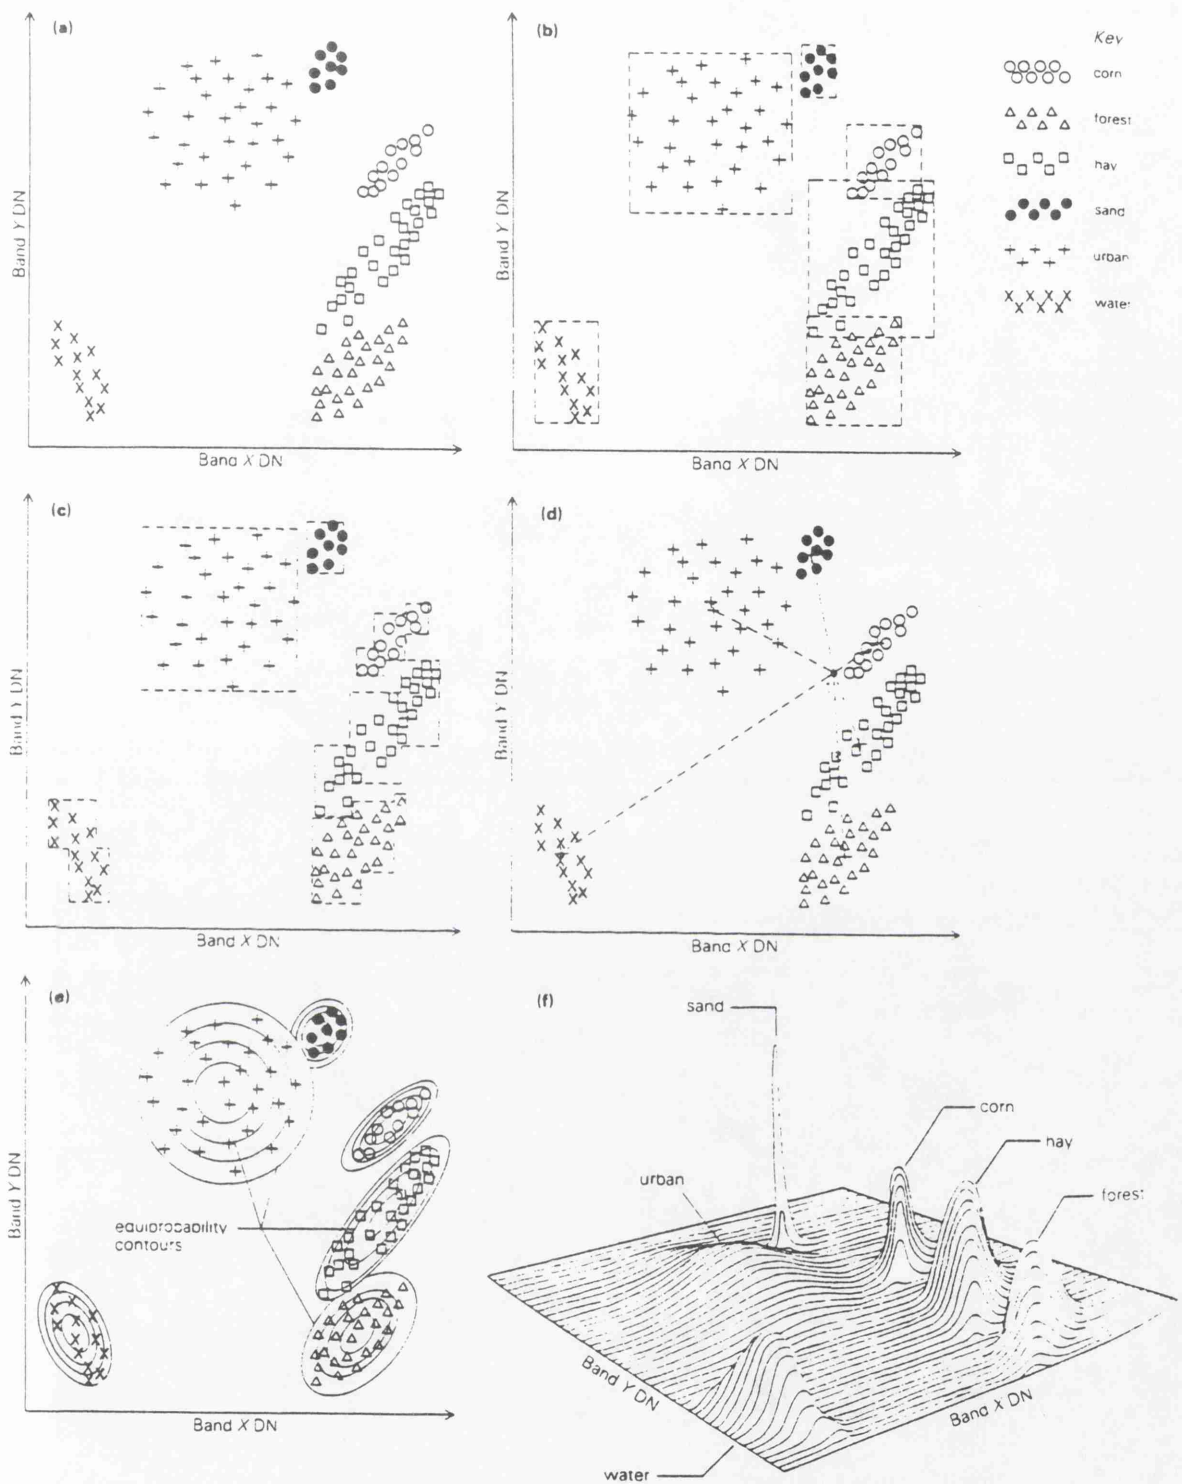 (a)
Band Y DN
Band X DN
(b)
Band Y DN
Band X DN
Key
corn
forest
hay
sand
urban
water
(c)
Band Y DN
Band X DN
(d)
Band Y DN
Band X DN
(e)
Band Y DN
equiprobability
contours
Band X DN
(f)
sand
corn
hay
urban
forest
Band Y DN
Band X DN
water